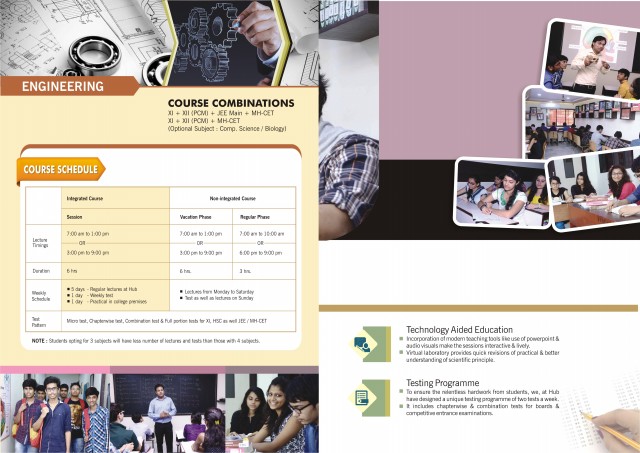 ENGINEERING
COURSE COMBINATIONS
XI + XII (PCM) + JEE Main + MH-CET
XI + XII (PCM) + MH-CET
(Optional Subject : Comp. Science / Biology)
COURSE SCHEDULE
Integrated Course
Non-integrated Course
Session
Vacation Phase
Regular Phase
Lecture
Timings
7:00 am to 1:00 pm
OR
3:00 pm to 9:00 pm
7:00 am to 1:00 pm
OR
3:00 pm to 9:00 pm
7:00 am to 10:00 am
OR
6:00 pm to 9:00 pm
Duration
6 hrs.
6 hrs.
3 hrs.
Weekly
Schedule
5 days - Regular lectures at Hub
1 day - Weekly test
1 day - Practical in college premises
Lectures from Monday to Saturday
Test as well as lectures on Sunday
Test
Pattern
Micro test, Chapterwise test, Combination test & Full portion tests for XI, HSC as well JEE / MH-CET
NOTE : Students opting for 3 subjects will have less number of lectures and tests than those with 4 subjects.
Technology Aided Education
Incorporation of modern teaching tools like use of powerpoint &
audio visuals make the sessions interactive & lively.
Virtual laboratory provides quick revisions of practical & better
understanding of scientific principle.
Testing Programme
To ensure the relentless hardwork from students, we, at Hub
have designed a unique testing programme of two tests a week.
It includes chapterwise & combination tests for boards &
competitive entrance examinations.